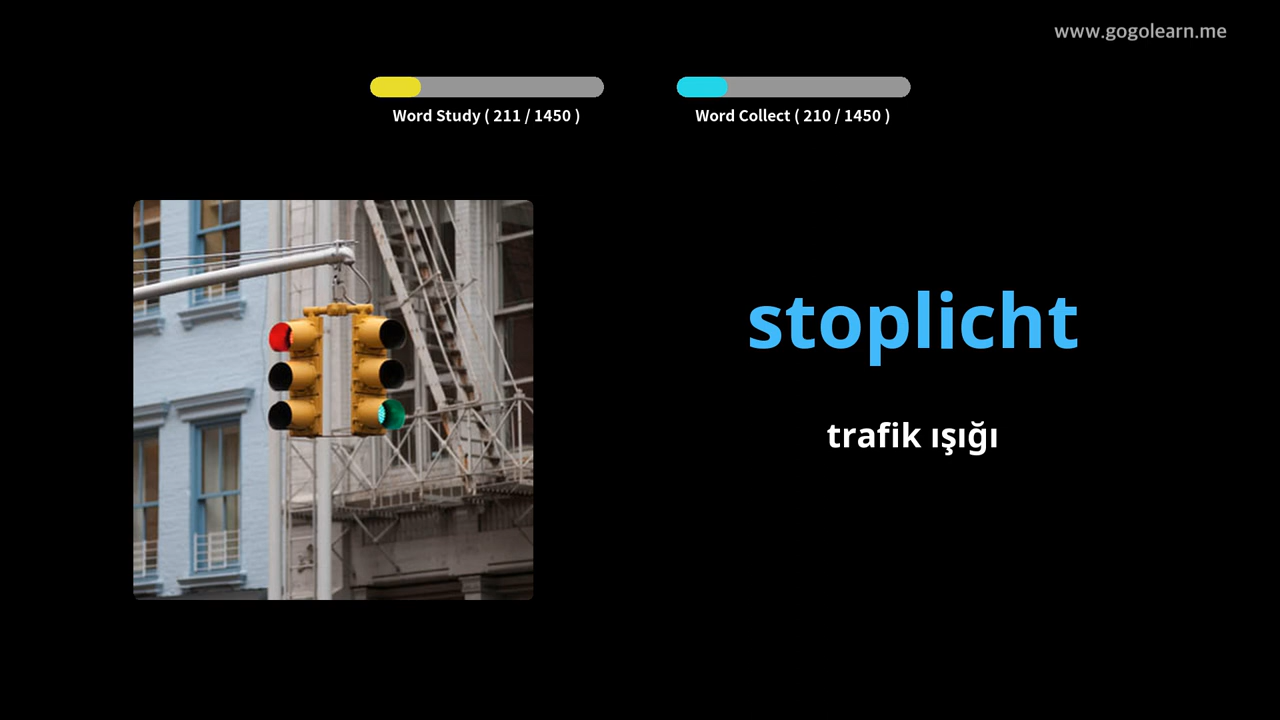 www.gogolearn.me
Word Study ( 211 / 1450 )
Word Collect ( 210 / 1450 )
stoplicht
trafik ışığı